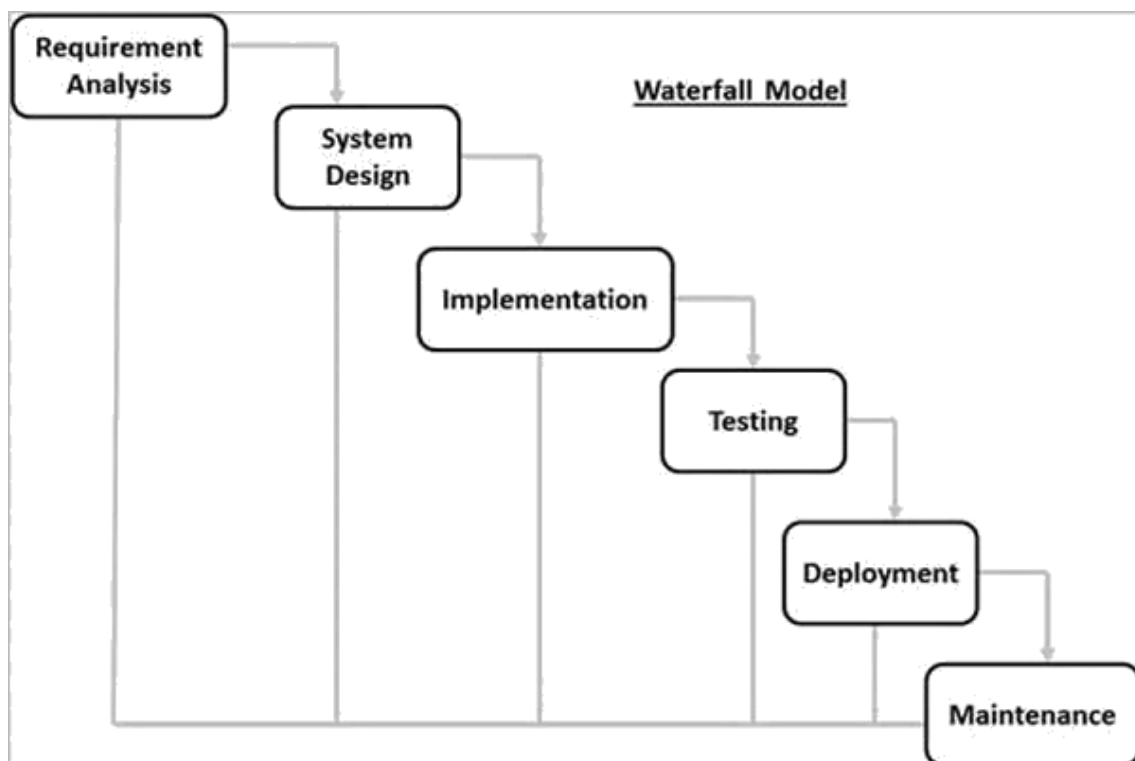 Requirement
Analysis
Waterfall Model
System
Design
Implementation
Testing
Deployment
Maintenance